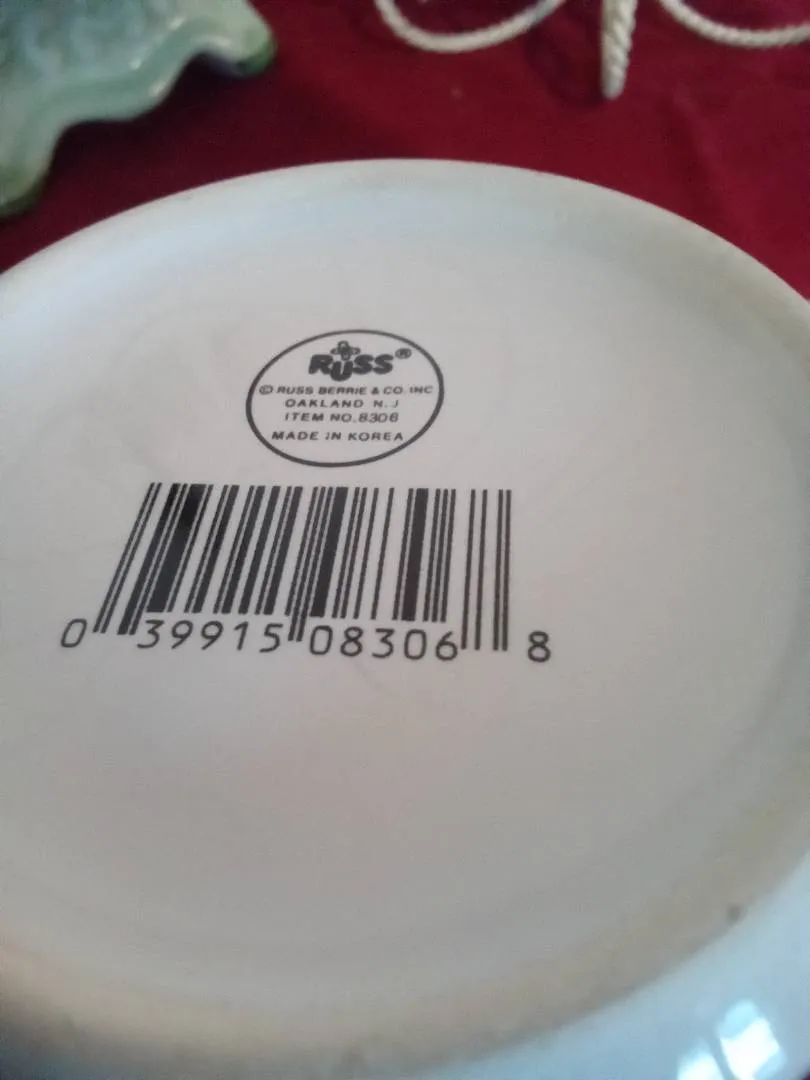 RUSS®
© RUSS BERRIE & CO. INC
OAKLAND N. J
ITEM NO. 8306
MADE IN KOREA
0 39915 08306 8